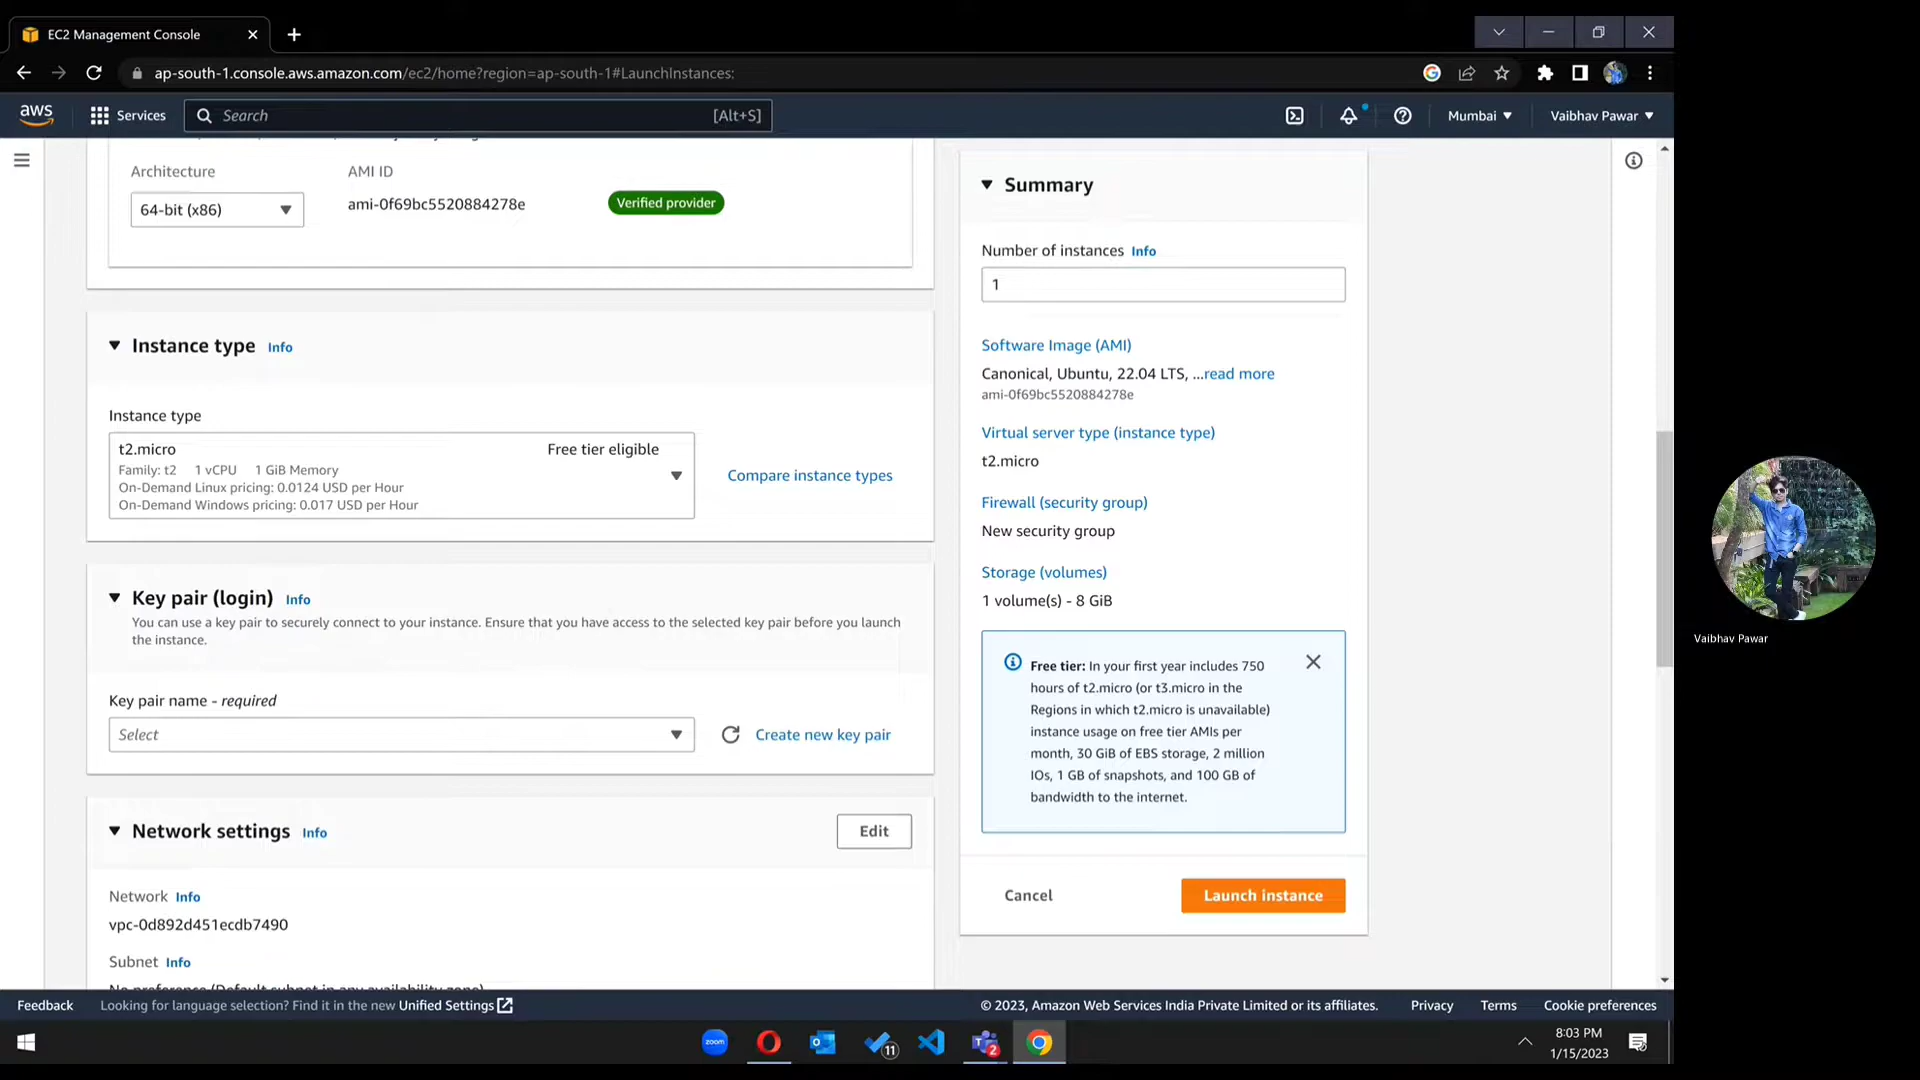 EC2 Management Console
ap-south-1.console.aws.amazon.com/ec2/home?region=ap-south-1#LaunchInstances:
aws
Services
Search
[Alt+S]
Mumbai
Vaibhav Pawar
Architecture
AMI ID
64-bit (x86)
ami-0f69bc5520884278e
Verified provider
Instance type Info
Instance type
t2.micro
Free tier eligible
Family: t2 1 vCPU 1 GiB Memory
On-Demand Linux pricing: 0.0124 USD per Hour
On-Demand Windows pricing: 0.017 USD per Hour
Compare instance types
Key pair (login) Info
You can use a key pair to securely connect to your instance. Ensure that you have access to the selected key pair before you launch
the instance.
Key pair name - required
Select
Create new key pair
Network settings Info
Edit
Network Info
vpc-0d892d451ecdb7490
Subnet Info
No preference (Default subnet in any availability zone)
Summary
Number of instances Info
1
Software Image (AMI)
Canonical, Ubuntu, 22.04 LTS, ...read more
ami-0f69bc5520884278e
Virtual server type (instance type)
t2.micro
Firewall (security group)
New security group
Storage (volumes)
1 volume(s) - 8 GiB
Free tier: In your first year includes 750
hours of t2.micro (or t3.micro in the
Regions in which t2.micro is unavailable)
instance usage on free tier AMIs per
month, 30 GiB of EBS storage, 2 million
IOs, 1 GB of snapshots, and 100 GB of
bandwidth to the internet.
Cancel
Launch instance
Vaibhav Pawar
Feedback
Looking for language selection? Find it in the new Unified Settings
© 2023, Amazon Web Services India Private Limited or its affiliates.
Privacy
Terms
Cookie preferences
zoom
11
2
8:03 PM
1/15/2023